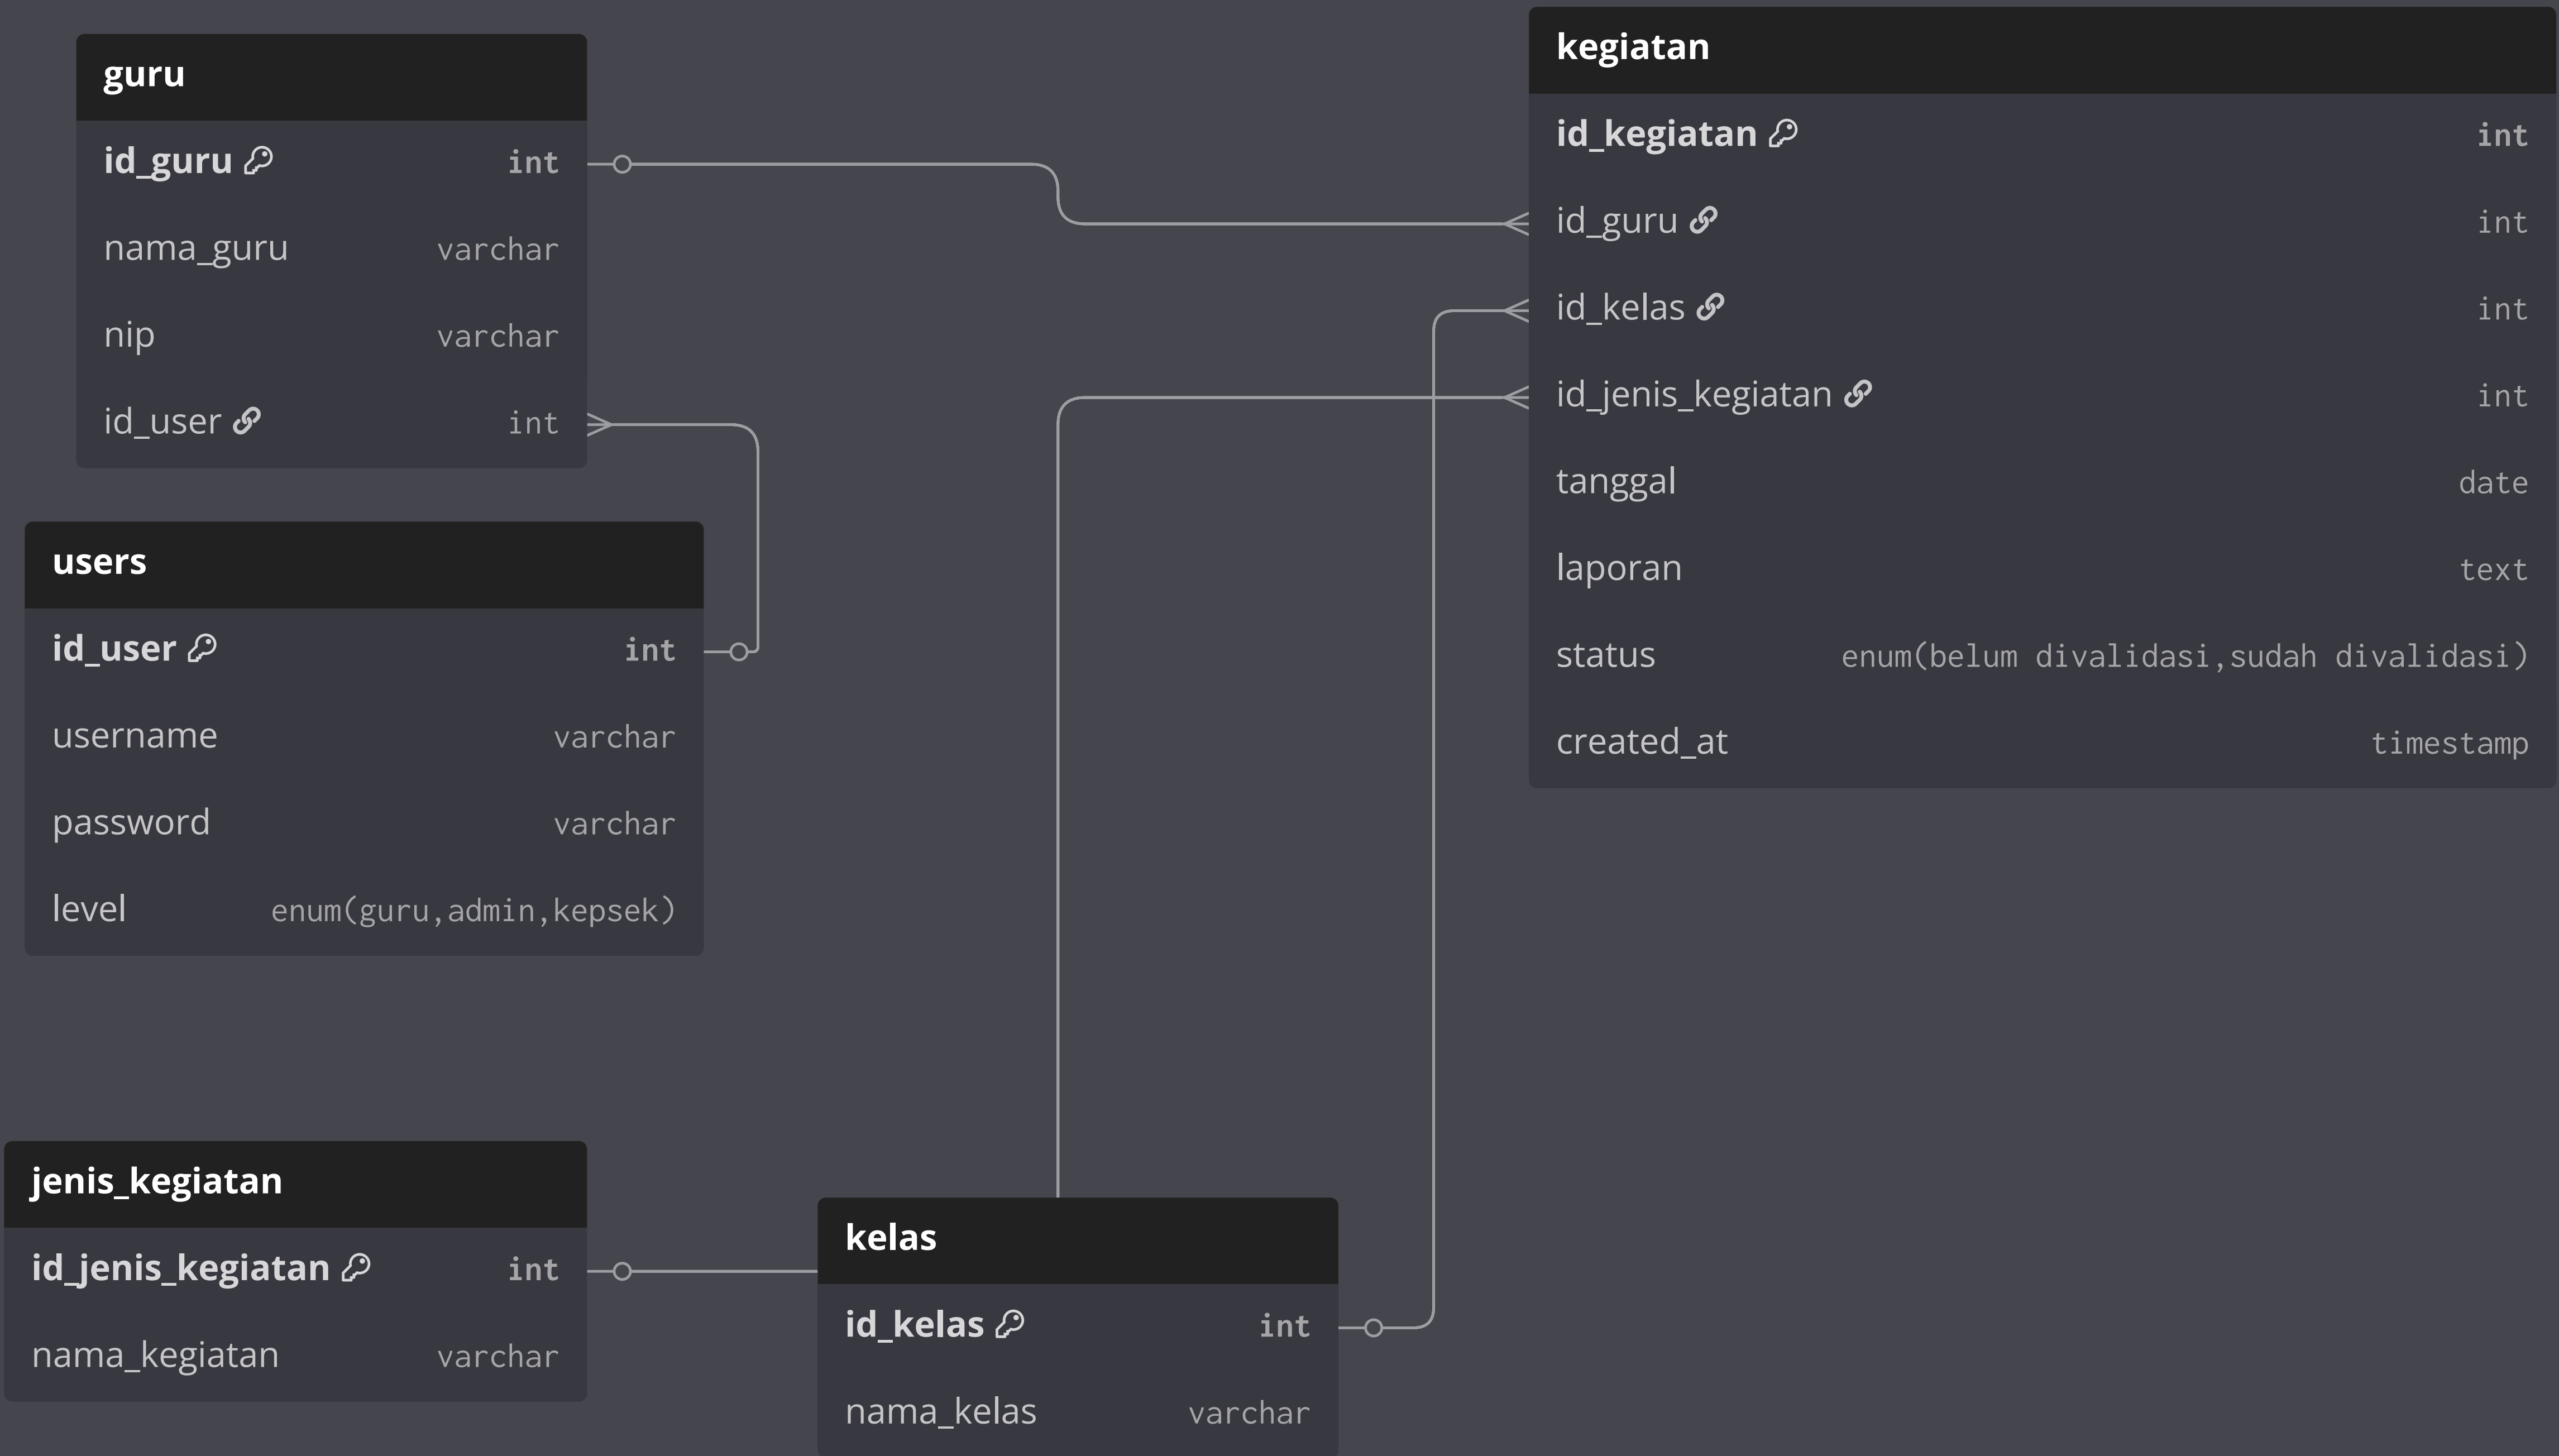 guru
id_guru int
nama_guru varchar
nip varchar
id_user int
users
id_user int
username varchar
password varchar
level enum(guru,admin,kepsek)
jenis_kegiatan
id_jenis_kegiatan int
nama_kegiatan varchar
kelas
id_kelas int
nama_kelas varchar
kegiatan
id_kegiatan int
id_guru int
id_kelas int
id_jenis_kegiatan int
tanggal date
laporan text
status enum(belum divalidasi,sudah divalidasi)
created_at timestamp